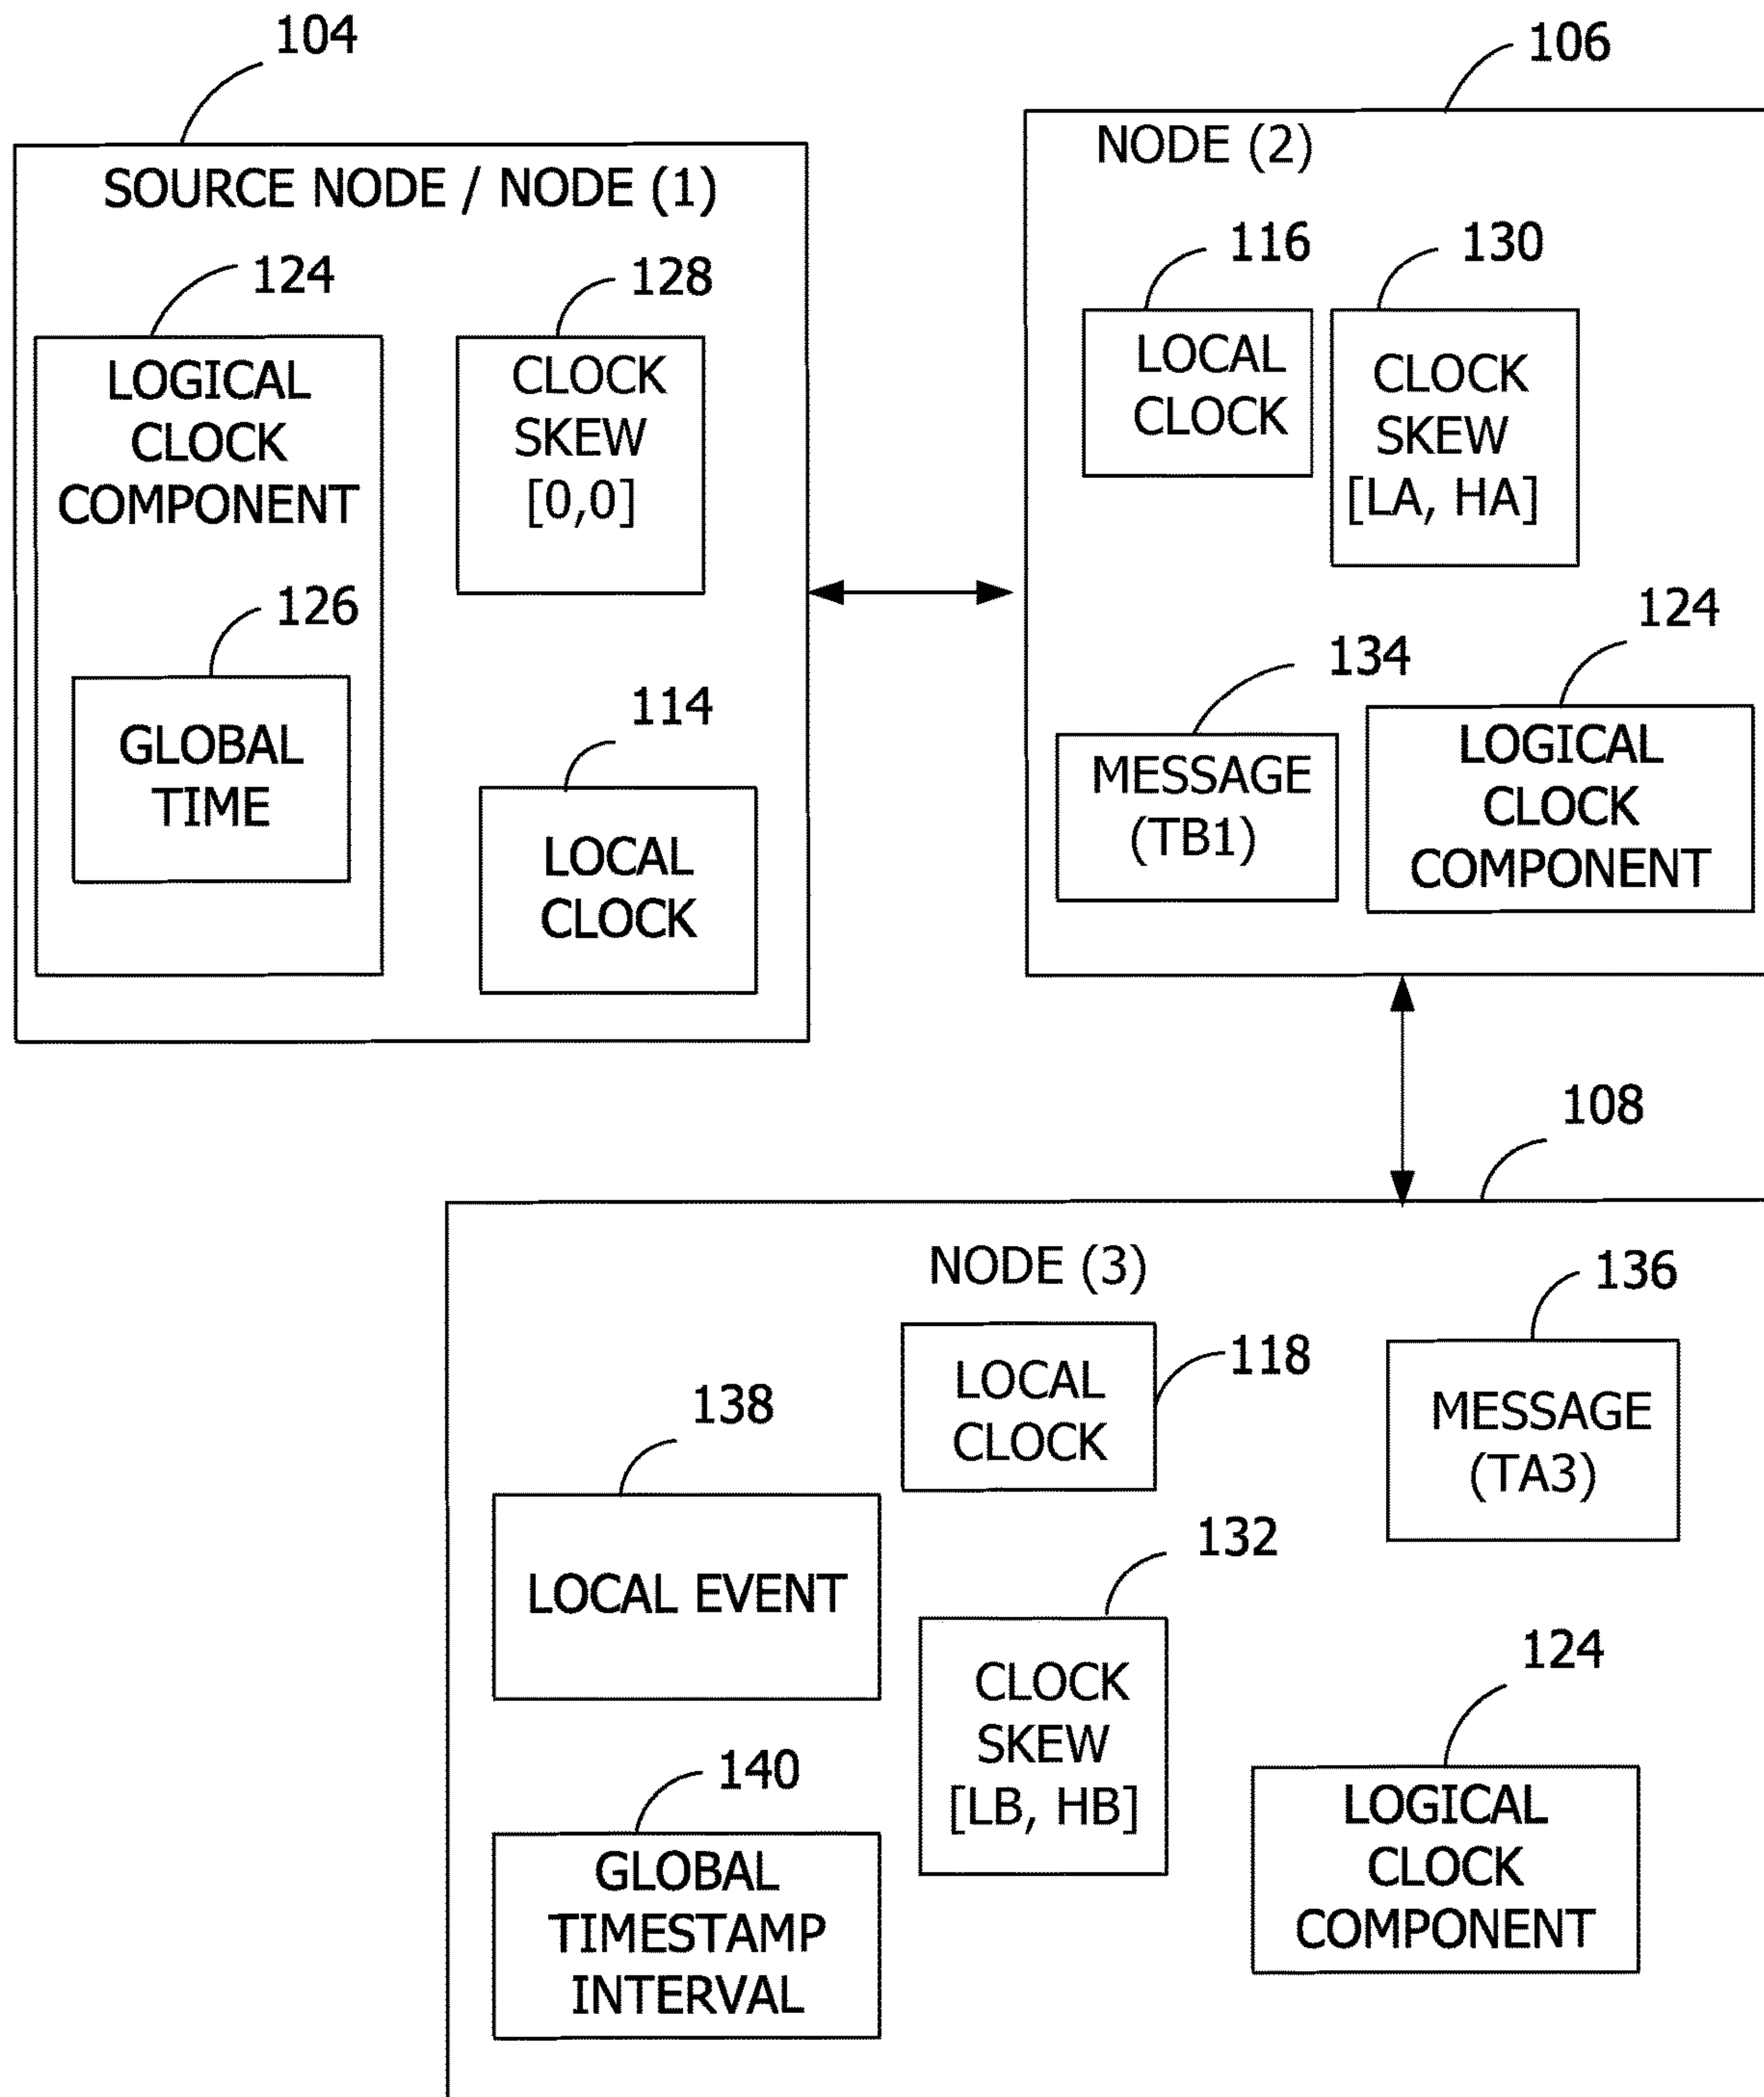 104
SOURCE NODE / NODE (1)
124
LOGICAL
CLOCK
COMPONENT
128
CLOCK
SKEW
[0,0]
126
GLOBAL
TIME
114
LOCAL
CLOCK
106
NODE (2)
116
LOCAL
CLOCK
130
CLOCK
SKEW
[LA, HA]
134
MESSAGE
(TB1)
124
LOGICAL
CLOCK
COMPONENT
108
NODE (3)
118
LOCAL
CLOCK
136
MESSAGE
(TA3)
138
LOCAL EVENT
132
CLOCK
SKEW
[LB, HB]
124
LOGICAL
CLOCK
COMPONENT
140
GLOBAL
TIMESTAMP
INTERVAL